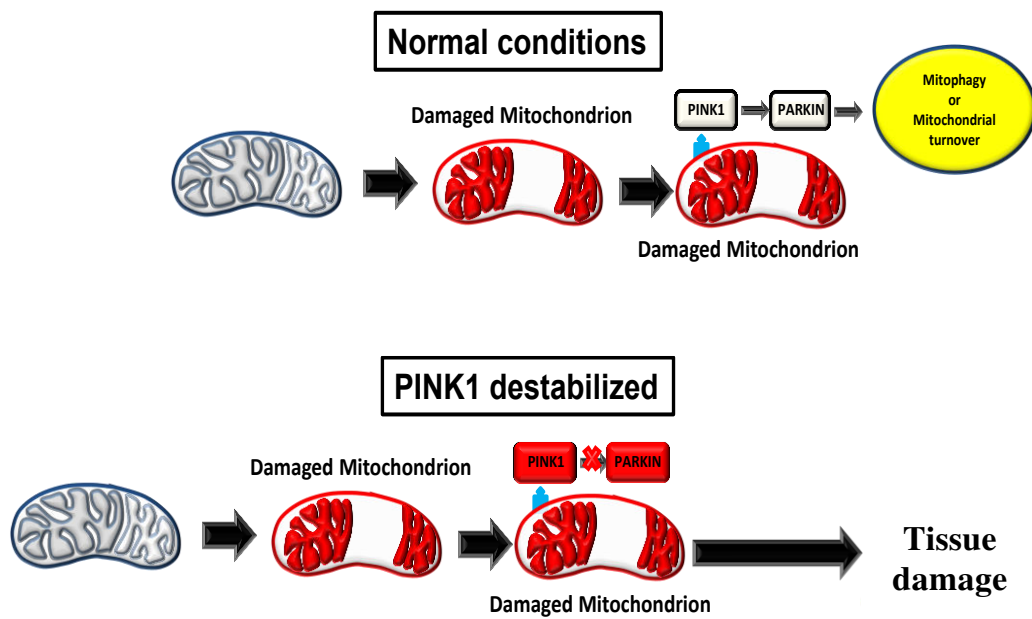 Normal conditions
Damaged Mitochondrion
PINK1
PARKIN
Mitophagy
or
Mitochondrial
turnover
Damaged Mitochondrion
PINK1 destabilized
Damaged Mitochondrion
PINK1
X
PARKIN
Tissue
damage
Damaged Mitochondrion